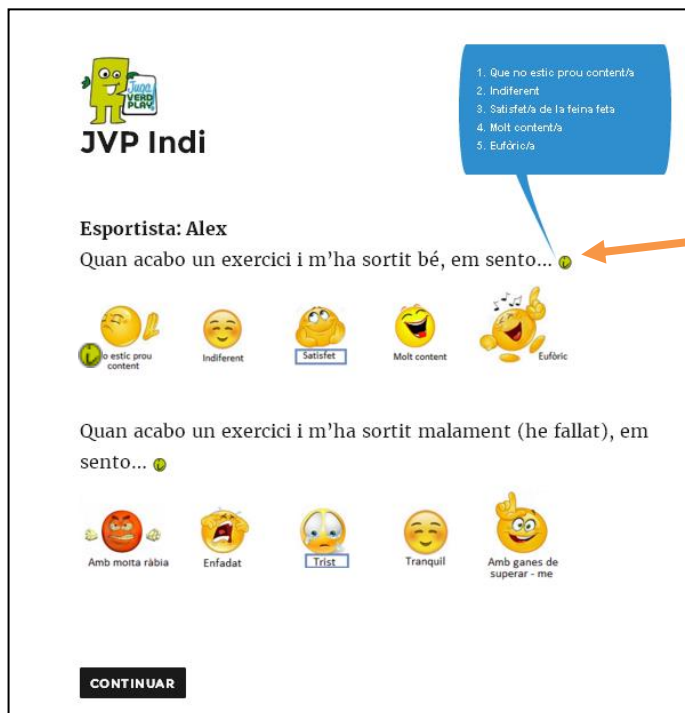 Juga
VERD
PLAY
JVP Indi
1. Que no estic prou content/a
2. Indiferent
3. Satisfet/a de la feina feta
4. Molt content/a
5. Eufòric/a
Esportista: Alex
Quan acabo un exercici i m’ha sortit bé, em sento...
o estic prou
content
Indiferent
Satisfet
Molt content
Eufòric
Quan acabo un exercici i m’ha sortit malament (he fallat), em
sento...
Amb molta ràbia
Enfadat
Trist
Tranquil
Amb ganes de
superar - me
CONTINUAR